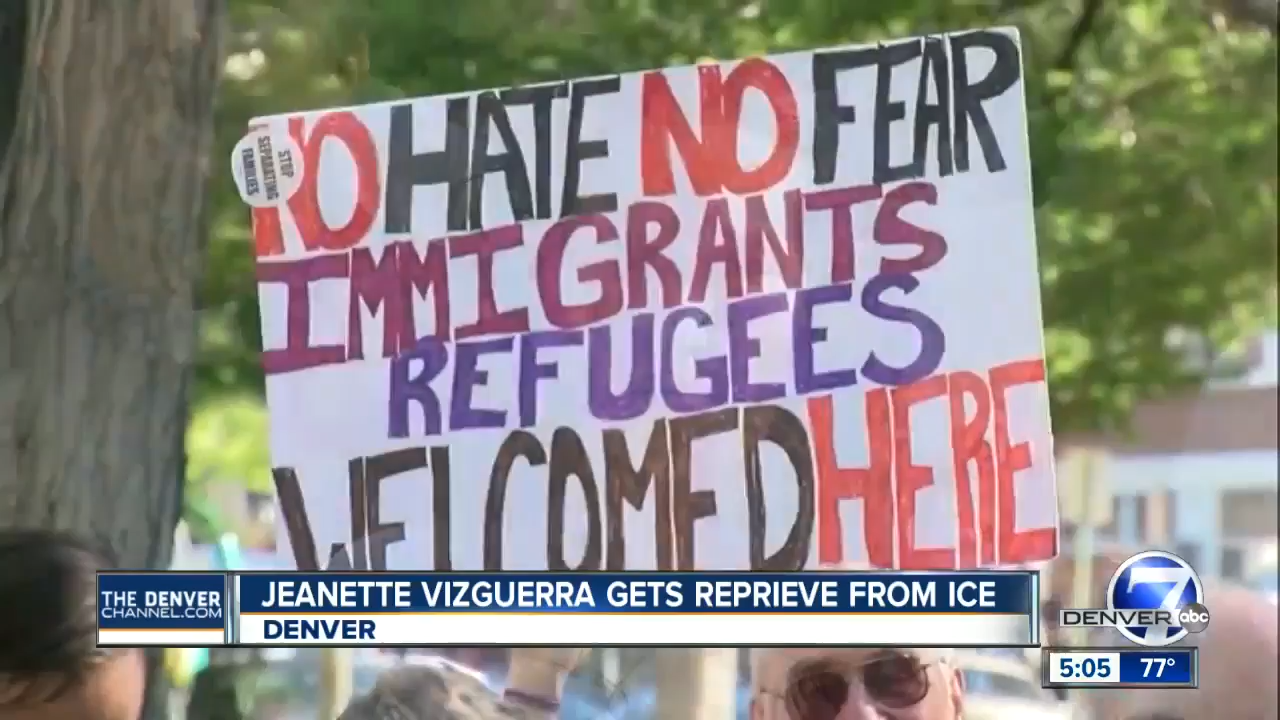 STOP
SEPARATING
FAMILIES
NO HATE NO FEAR
IMMIGRANTS
REFUGEES
WELCOMED HERE
THE DENVER
CHANNEL.COM
JEANETTE VIZGUERRA GETS REPRIEVE FROM ICE
DENVER
DENVER 7 abc
5:05 77°